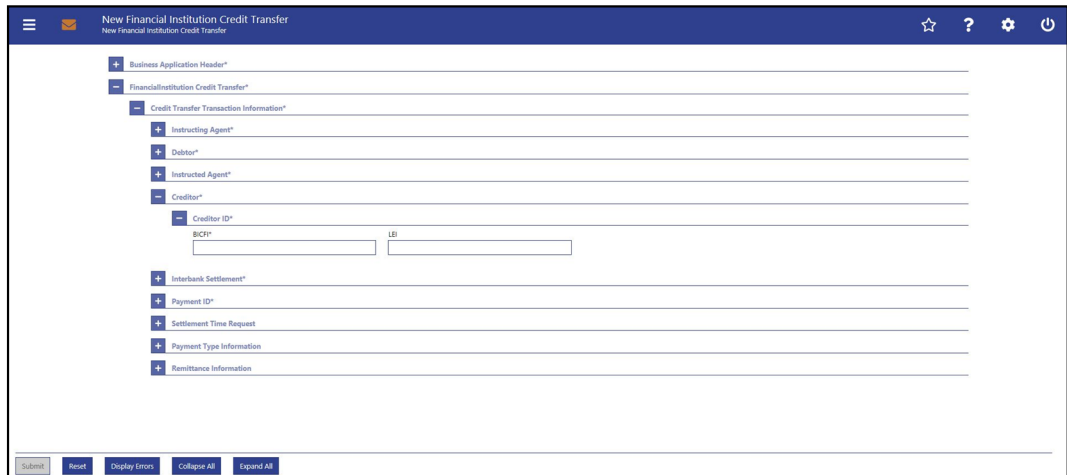 New Financial Institution Credit Transfer
New Financial Institution Credit Transfer
Business Application Header*
FinancialInstitution Credit Transfer*
Credit Transfer Transaction Information*
Instructing Agent*
Debtor*
Instructed Agent*
Creditor*
Creditor ID*
BICFI* LEI
Interbank Settlement*
Payment ID*
Settlement Time Request
Payment Type Information
Remittance Information
Submit Reset Display Errors Collapse All Expand All